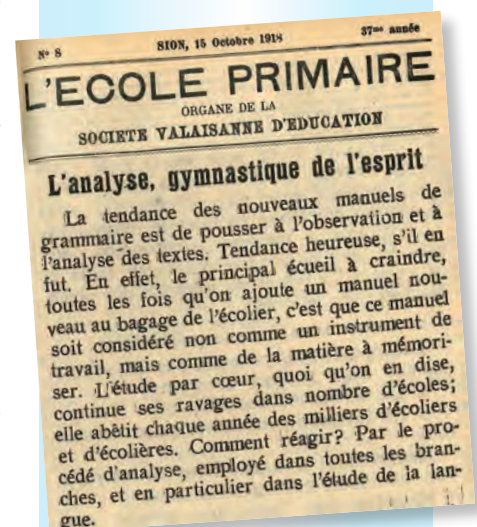 N° 8
SION, 15 Octobre 1918
37me année
L'ECOLE PRIMAIRE
ORGANE DE LA
SOCIETE VALAISANNE D'EDUCATION
L'analyse, gymnastique de l'esprit
La tendance des nouveaux manuels de
grammaire est de pousser à l'observation et à
l'analyse des textes. Tendance heureuse, s'il en
fut. En effet, le principal écueil à craindre,
toutes les fois qu'on ajoute un manuel nou-
veau au bagage de l'écolier, c'est que ce manuel
soit considéré non comme un instrument de
travail, mais comme de la matière à mémori-
ser. L'étude par cœur, quoi qu'on en dise,
continue ses ravages dans nombre d'écoles;
elle abêtit chaque année des milliers d'écoliers
et d'écolières. Comment réagir? Par le pro-
cédé d'analyse, employé dans toutes les bran-
ches, et en particulier dans l'étude de la lan-
gue.